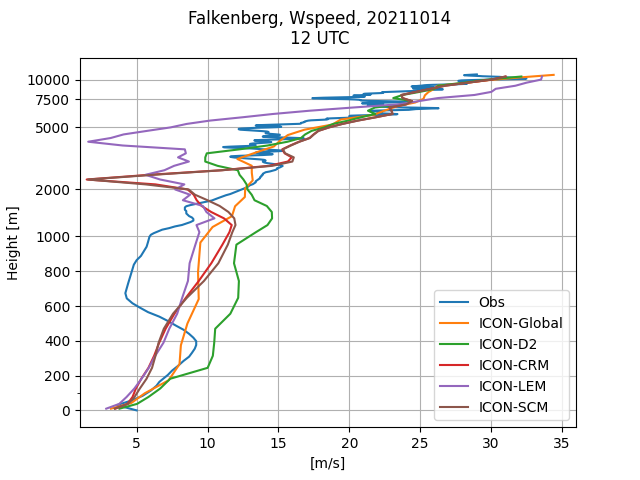 Falkenberg, Wspeed, 20211014
12 UTC
Height [m]
10000
7500
5000
2000
1000
800
600
400
200
0
5
10
15
20
25
30
35
[m/s]
Obs
ICON-Global
ICON-D2
ICON-CRM
ICON-LEM
ICON-SCM